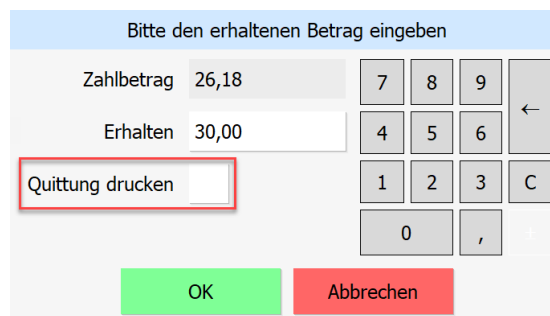 Bitte den erhaltenen Betrag eingeben
Zahlbetrag 26,18
7 8 9 ←
Erhalten 30,00
4 5 6
Quittung drucken
1 2 3 C
0 , ±
OK Abbrechen